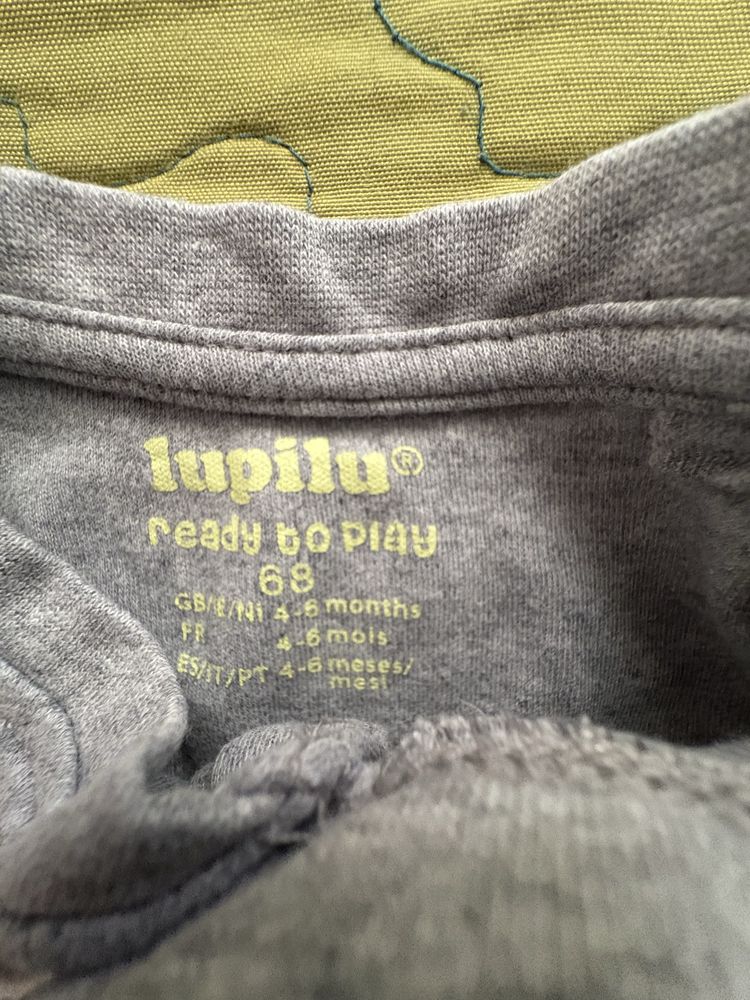 lupilu®
ready to play
68
GB/IE/NI 4-6 months
FR 4-6 mois
ES/IT/PT 4-6 meses/
mesi